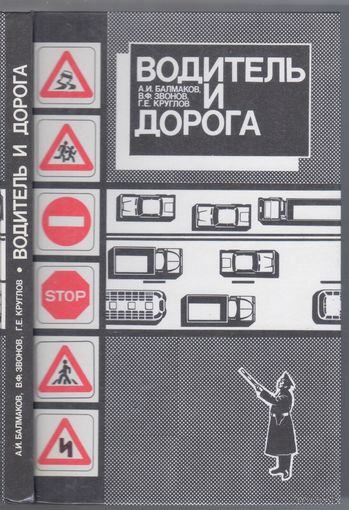 ВОДИТЕЛЬ
А.И. БАЛМАКОВ,
В.Ф. ЗВОНОВ,
Г.Е. КРУГЛОВ
И
ДОРОГА
STOP
А.И. БАЛМАКОВ, В.Ф. ЗВОНОВ, Г.Е. КРУГЛОВ • ВОДИТЕЛЬ И ДОРОГА